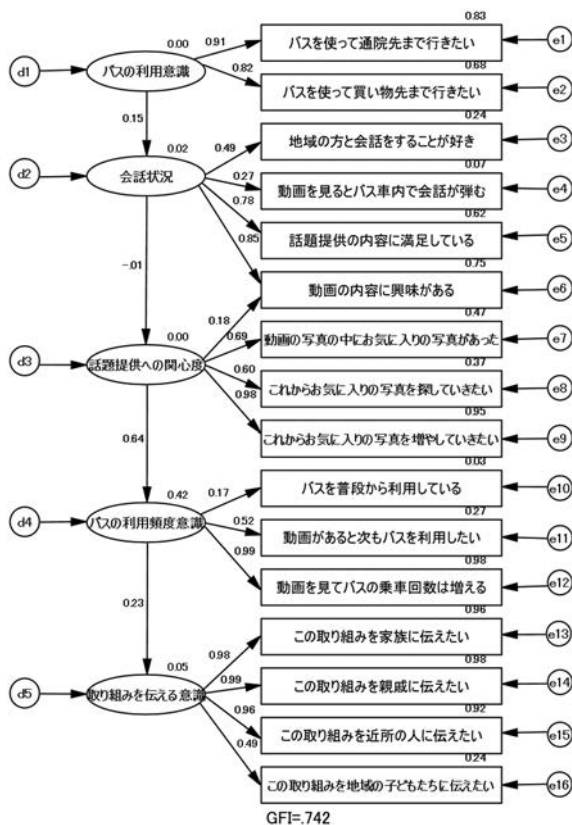 0.83
0.00 0.91 バスを使って通院先まで行きたい e1
d1 バスの利用意識 0.68
0.82 バスを使って買い物先まで行きたい e2
0.15 0.24
0.02 0.49 地域の方と会話をすることが好き e3
d2 会話状況 0.07
0.27 動画を見るとバス車内で会話が弾む e4
0.78 0.62
0.85 話題提供の内容に満足している e5
0.75
-.01 動画の内容に興味がある e6
0.18 0.47
0.00 0.69 動画の写真の中にお気に入りの写真があった e7
d3 話題提供への関心度 0.37
0.60 これからお気に入りの写真を探していきたい e8
0.98 0.95
これからお気に入りの写真を増やしていきたい e9
0.64 0.03
0.42 0.17 バスを普段から利用している e10
d4 バスの利用頻度意識 0.27
0.52 動画があると次もバスを利用したい e11
0.99 0.98
動画を見てバスの乗車回数は増える e12
0.23 0.96
0.98 この取り組みを家族に伝えたい e13
0.05 0.98
d5 取り組みを伝える意識 0.99 この取り組みを親戚に伝えたい e14
0.96 0.92
この取り組みを近所の人に伝えたい e15
0.49 0.24
この取り組みを地域の子どもたちに伝えたい e16
GFI=.742